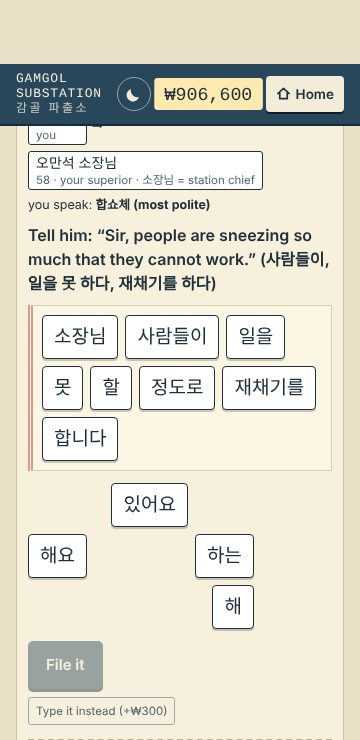 GAMGOL
SUBSTATION
감골 파출소
₩906,600
Home
you
오만석 소장님
58 · your superior · 소장님 = station chief
you speak: 합쇼체 (most polite)
Tell him: “Sir, people are sneezing so
much that they cannot work.” (사람들이,
일을 못 하다, 재채기를 하다)
소장님 사람들이 일을
못 할 정도로 재채기를
합니다
있어요
해요 하는
해
File it
Type it instead (+₩300)